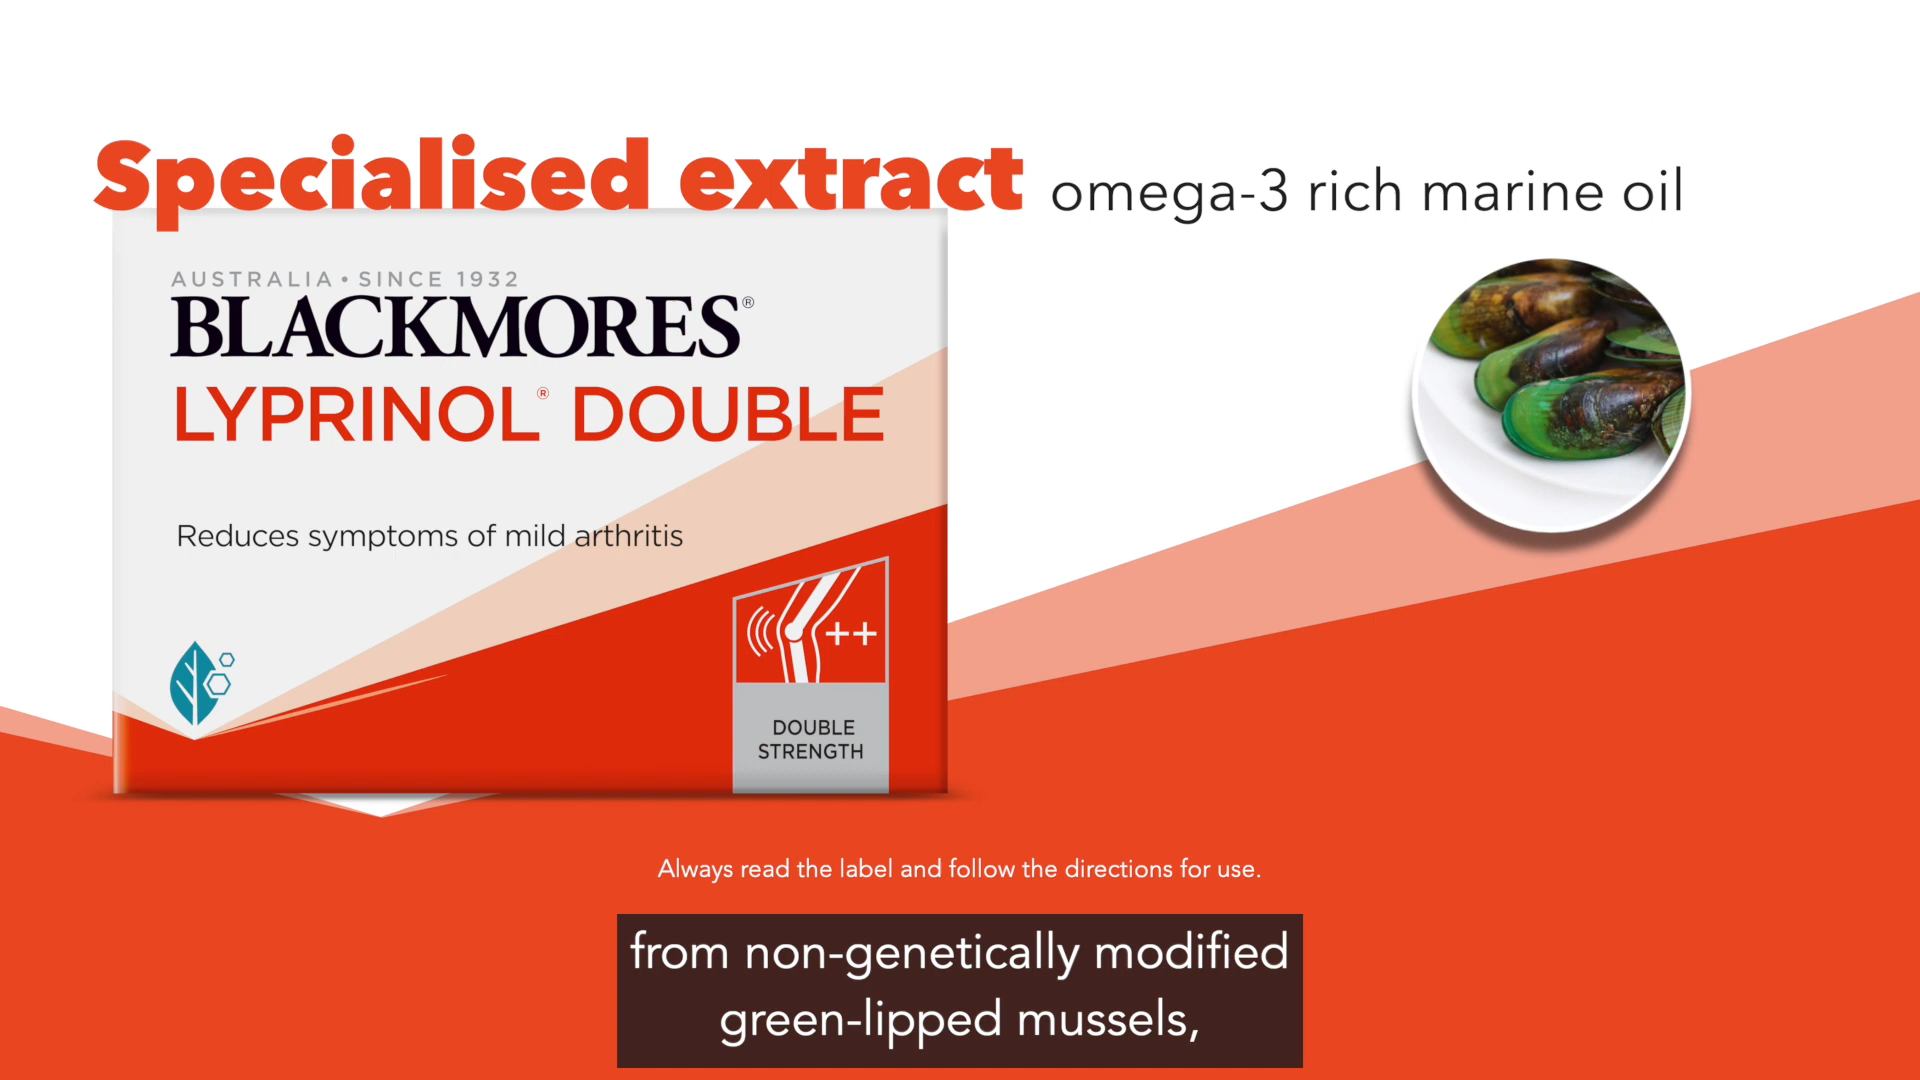 Specialised extract omega-3 rich marine oil
AUSTRALIA • SINCE 1932
BLACKMORES®
LYPRINOL® DOUBLE
Reduces symptoms of mild arthritis
++
DOUBLE
STRENGTH
Always read the label and follow the directions for use.
from non-genetically modified
green-lipped mussels,